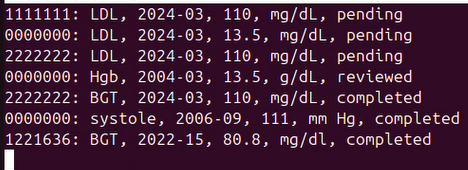 1111111: LDL, 2024-03, 110, mg/dL, pending
0000000: LDL, 2024-03, 13.5, mg/dL, pending
2222222: LDL, 2024-03, 110, mg/dL, pending
0000000: Hgb, 2004-03, 13.5, g/dL, reviewed
2222222: BGT, 2024-03, 110, mg/dL, completed
0000000: systole, 2006-09, 111, mm Hg, completed
1221636: BGT, 2022-15, 80.8, mg/dl, completed